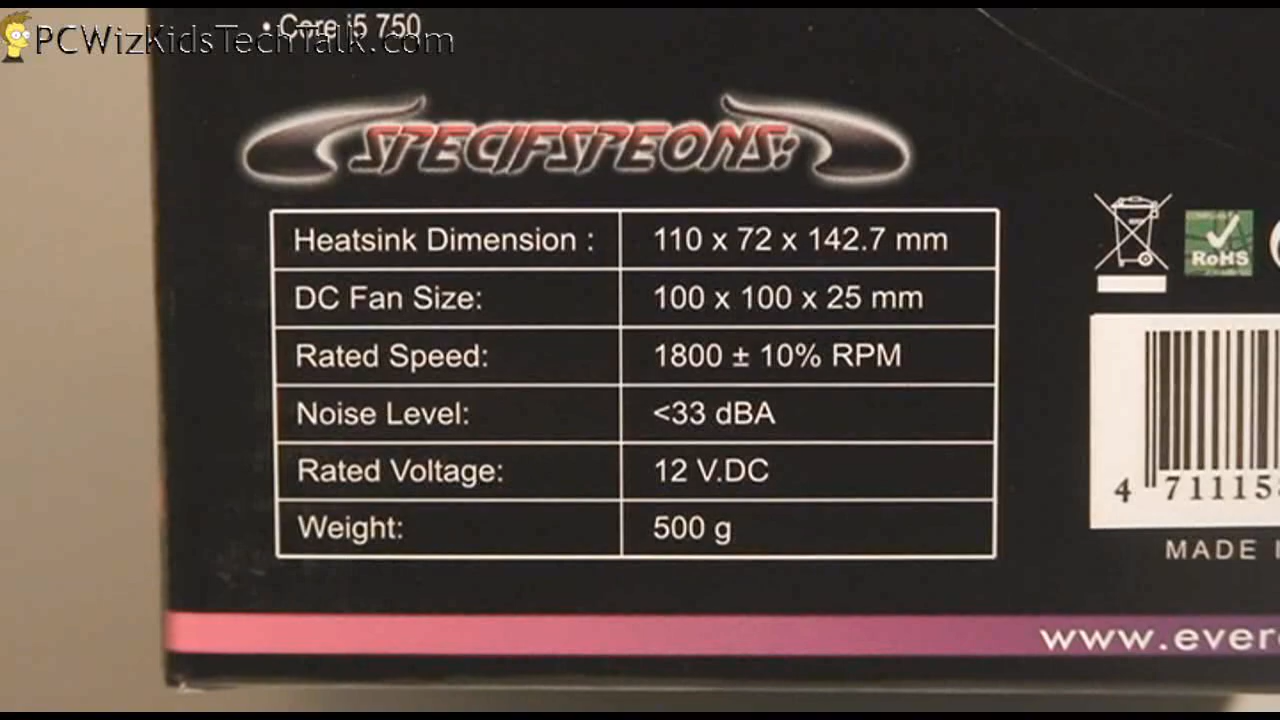 • Core i5 750
PCWizKidsTechTalk.com
SPECIFSPEONS:
Heatsink Dimension : 110 x 72 x 142.7 mm
DC Fan Size: 100 x 100 x 25 mm
Rated Speed: 1800 ± 10% RPM
Noise Level: <33 dBA
Rated Voltage: 12 V.DC
Weight: 500 g
RoHS
4 711115
MADE
www.ever